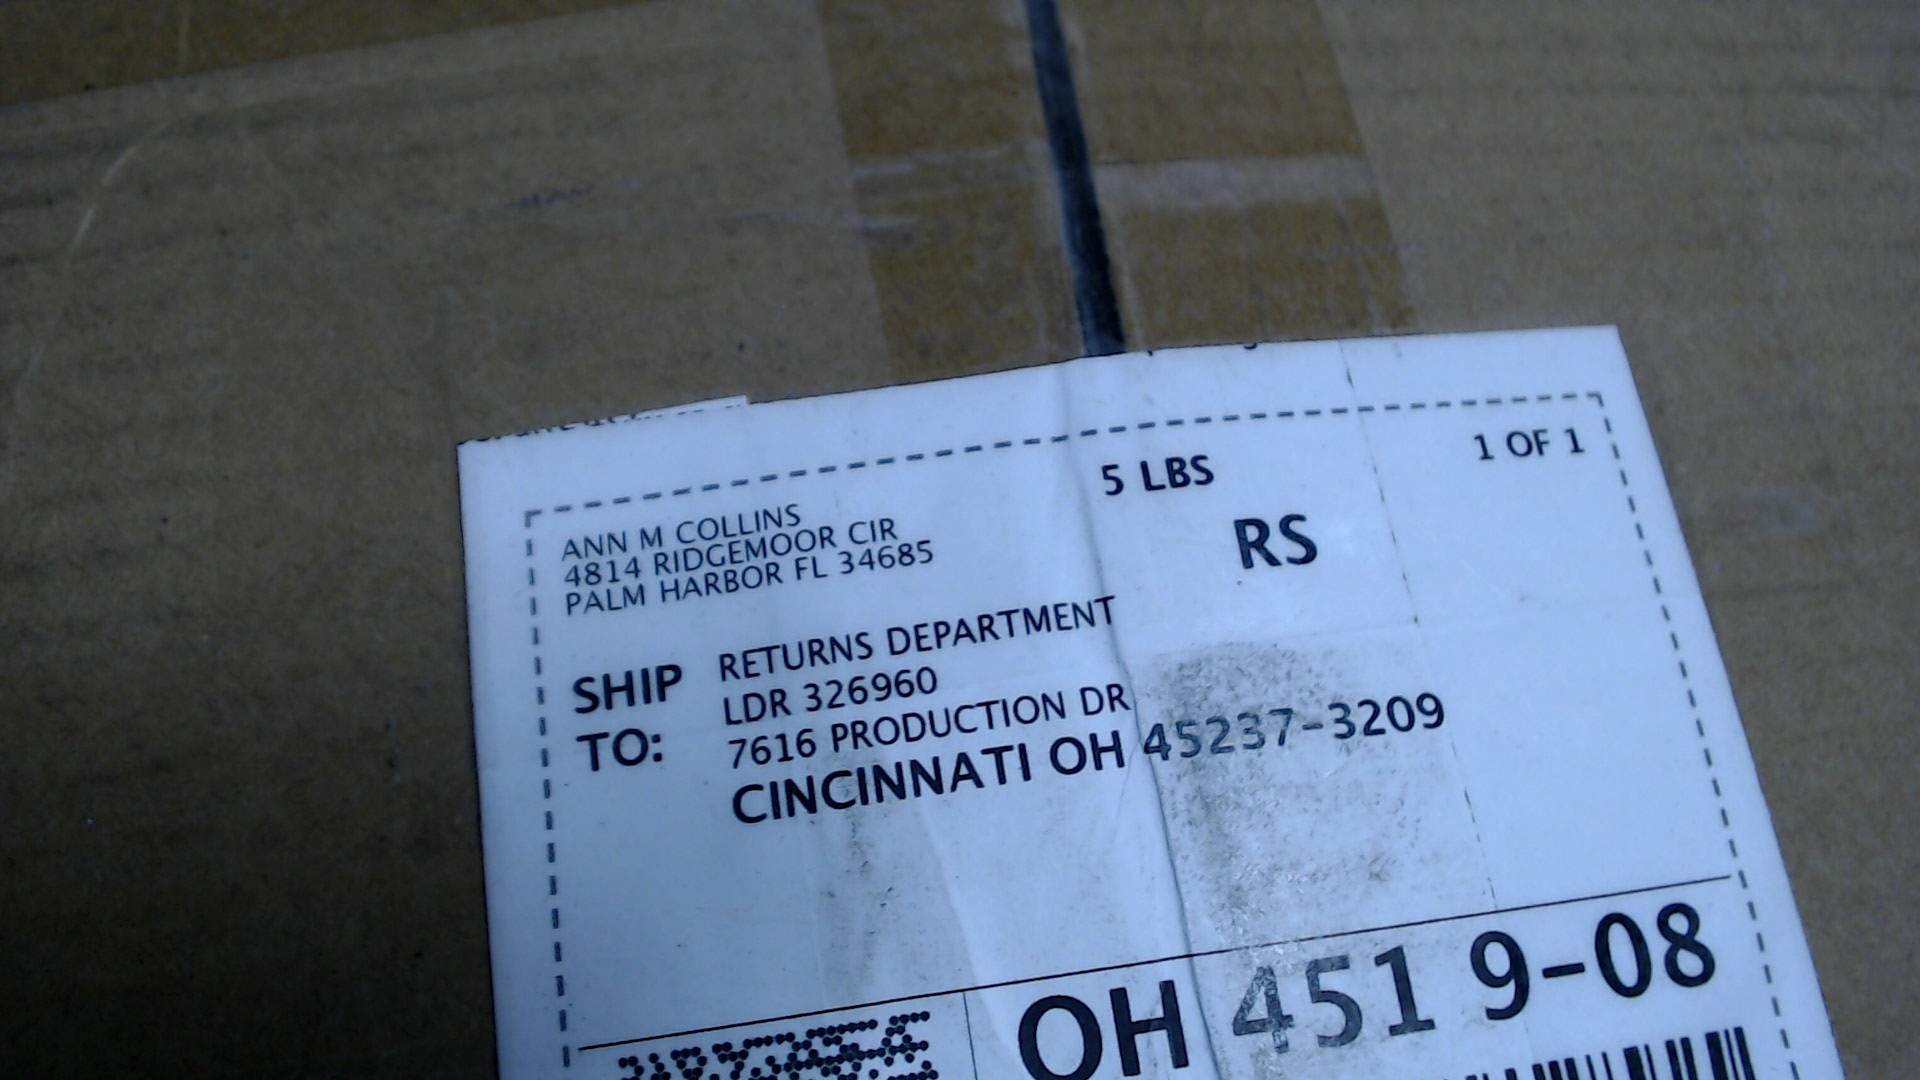 5 LBS
1 OF 1
RS
ANN M COLLINS
4814 RIDGEMOOR CIR
PALM HARBOR FL 34685
SHIP TO:
RETURNS DEPARTMENT
LDR 326960
7616 PRODUCTION DR
CINCINNATI OH 45237-3209
OH 451 9-08